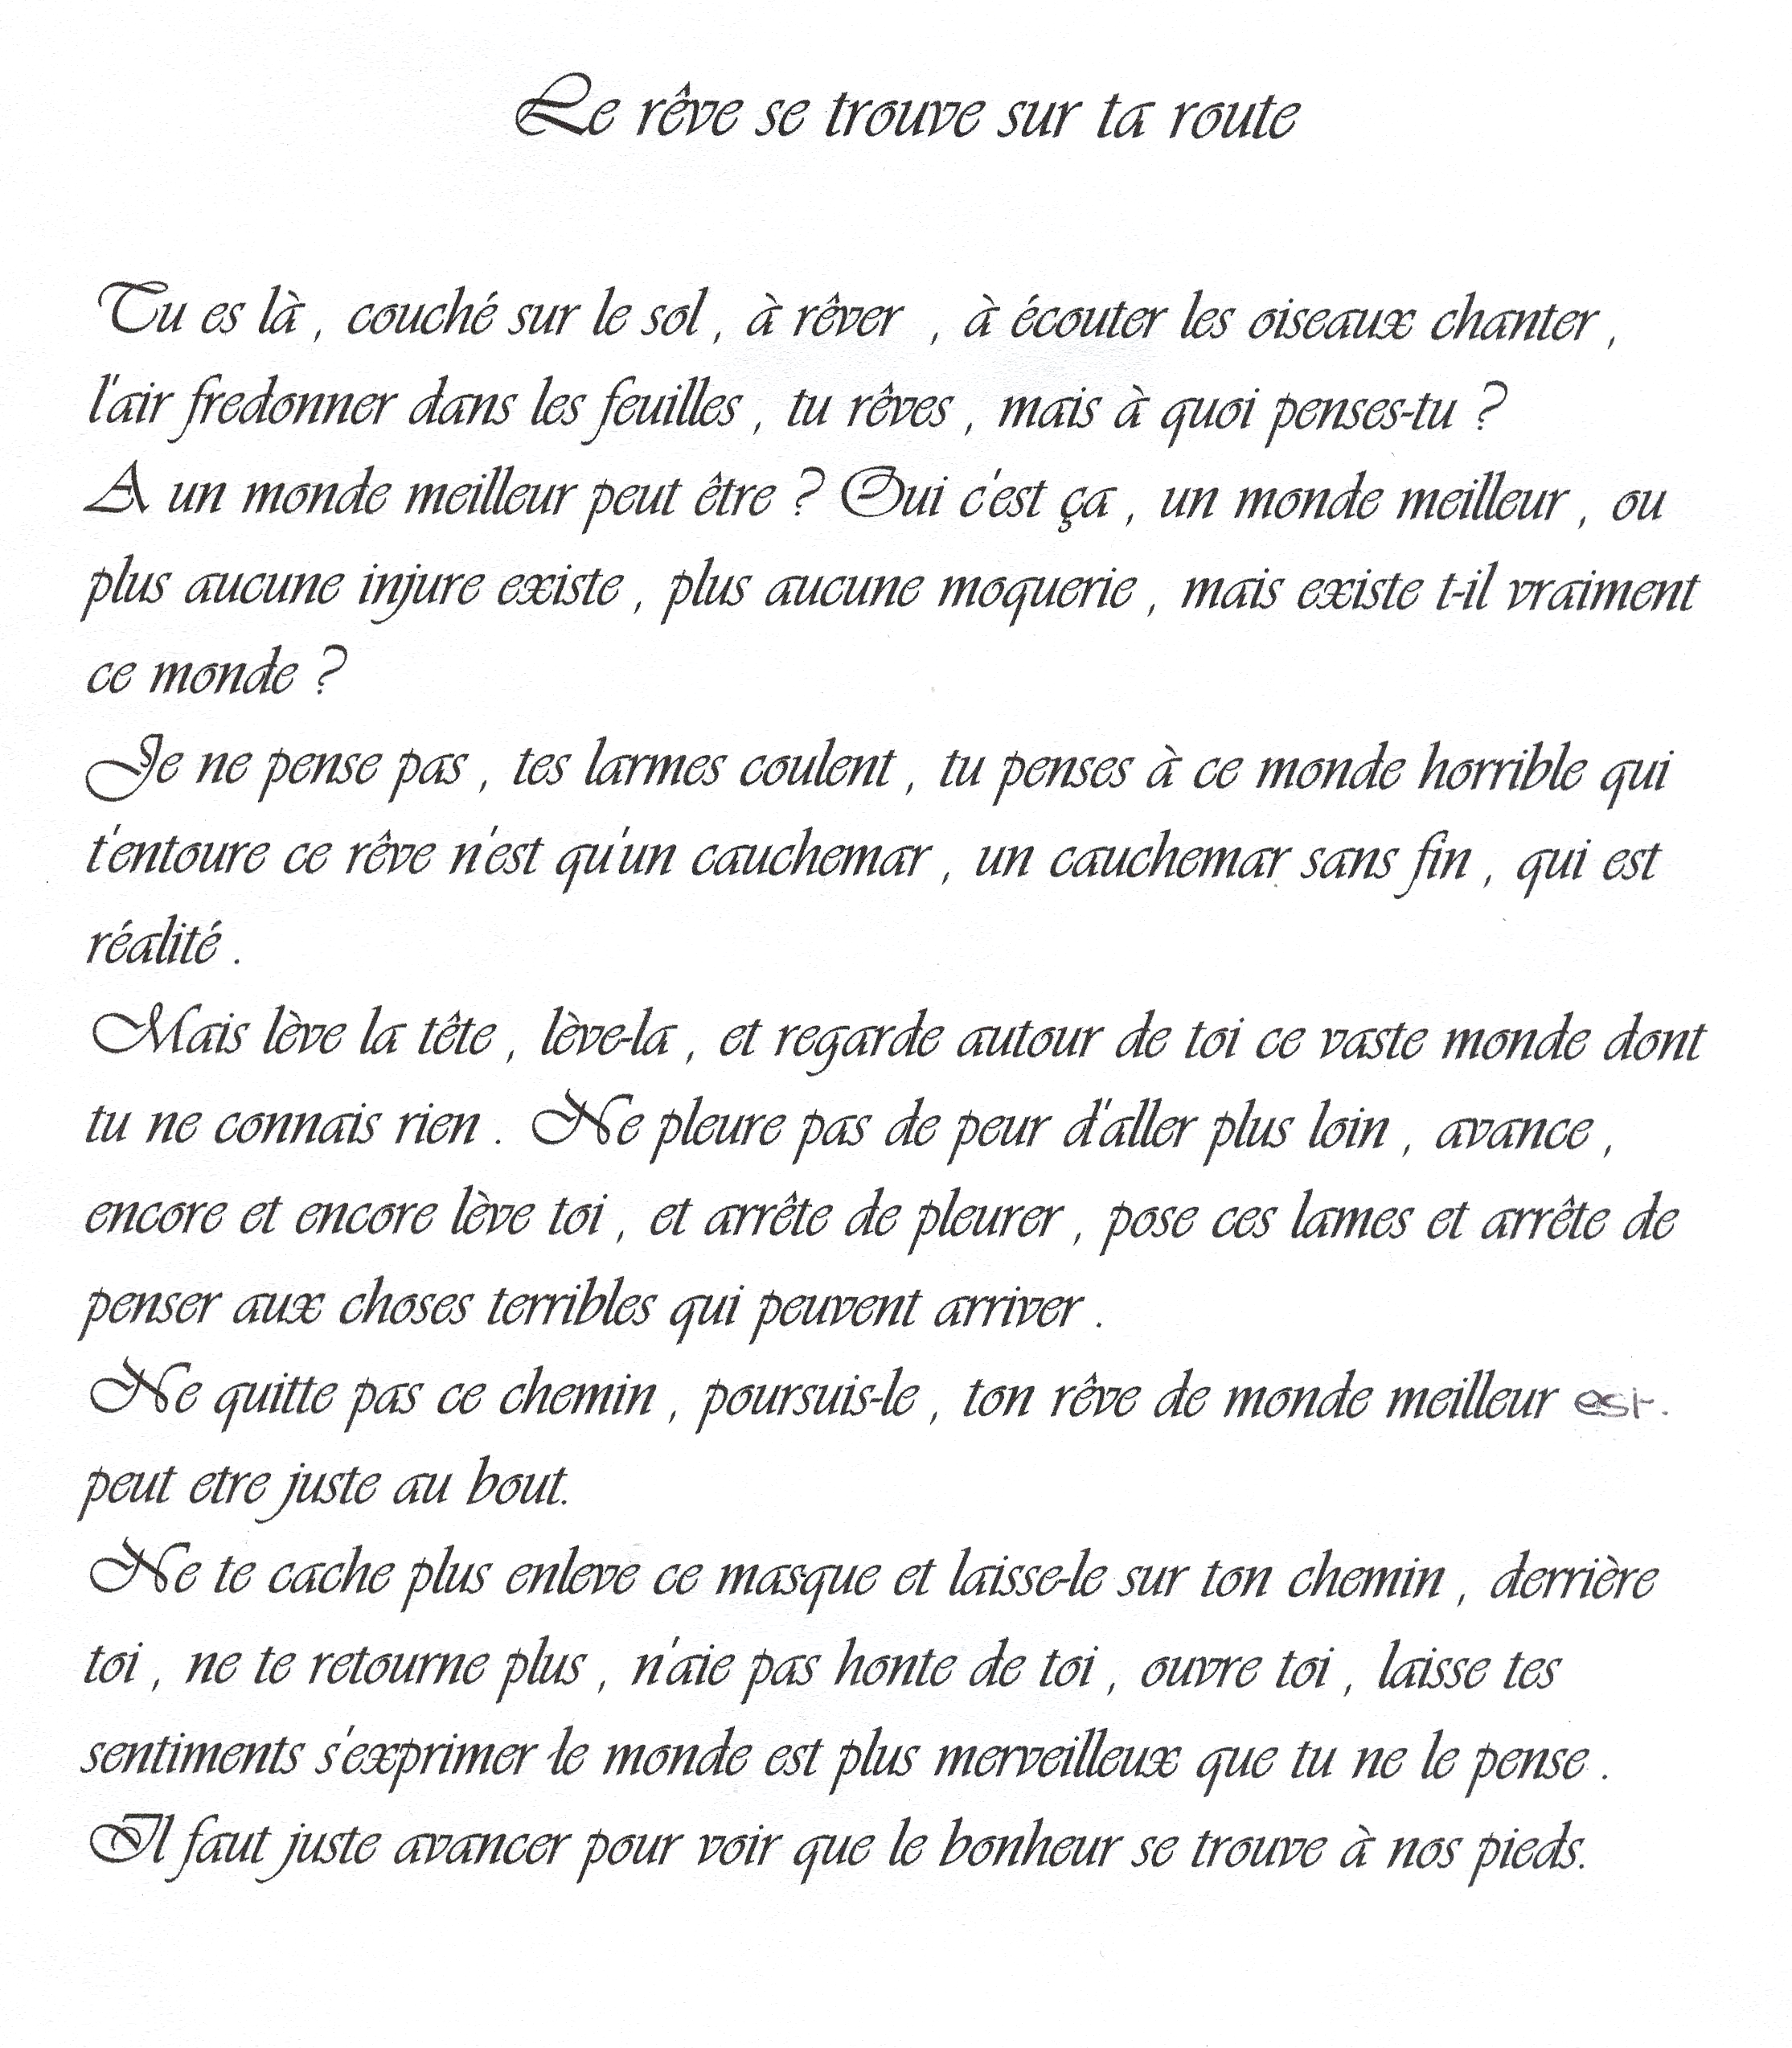 Le rêve se trouve sur ta route
Tu es là , couché sur le sol , à rêver , à écouter les oiseaux chanter ,
l'air fredonner dans les feuilles , tu rêves , mais à quoi penses-tu ?
A un monde meilleur peut être ? Oui c'est ça , un monde meilleur , ou
plus aucune injure existe , plus aucune moquerie , mais existe t-il vraiment
ce monde ?
Je ne pense pas , tes larmes coulent , tu penses à ce monde horrible qui
t'entoure ce rêve n'est qu'un cauchemar , un cauchemar sans fin , qui est
réalité .
Mais lève la tête , lève-la , et regarde autour de toi ce vaste monde dont
tu ne connais rien . Ne pleure pas de peur d'aller plus loin , avance ,
encore et encore lève toi , et arrête de pleurer , pose ces lames et arrête de
penser aux choses terribles qui peuvent arriver .
Ne quitte pas ce chemin , poursuis-le , ton rêve de monde meilleur est.
peut etre juste au bout.
Ne te cache plus enleve ce masque et laisse-le sur ton chemin , derrière
toi , ne te retourne plus , n'aie pas honte de toi , ouvre toi , laisse tes
sentiments s'exprimer le monde est plus merveilleux que tu ne le pense .
Il faut juste avancer pour voir que le bonheur se trouve à nos pieds.